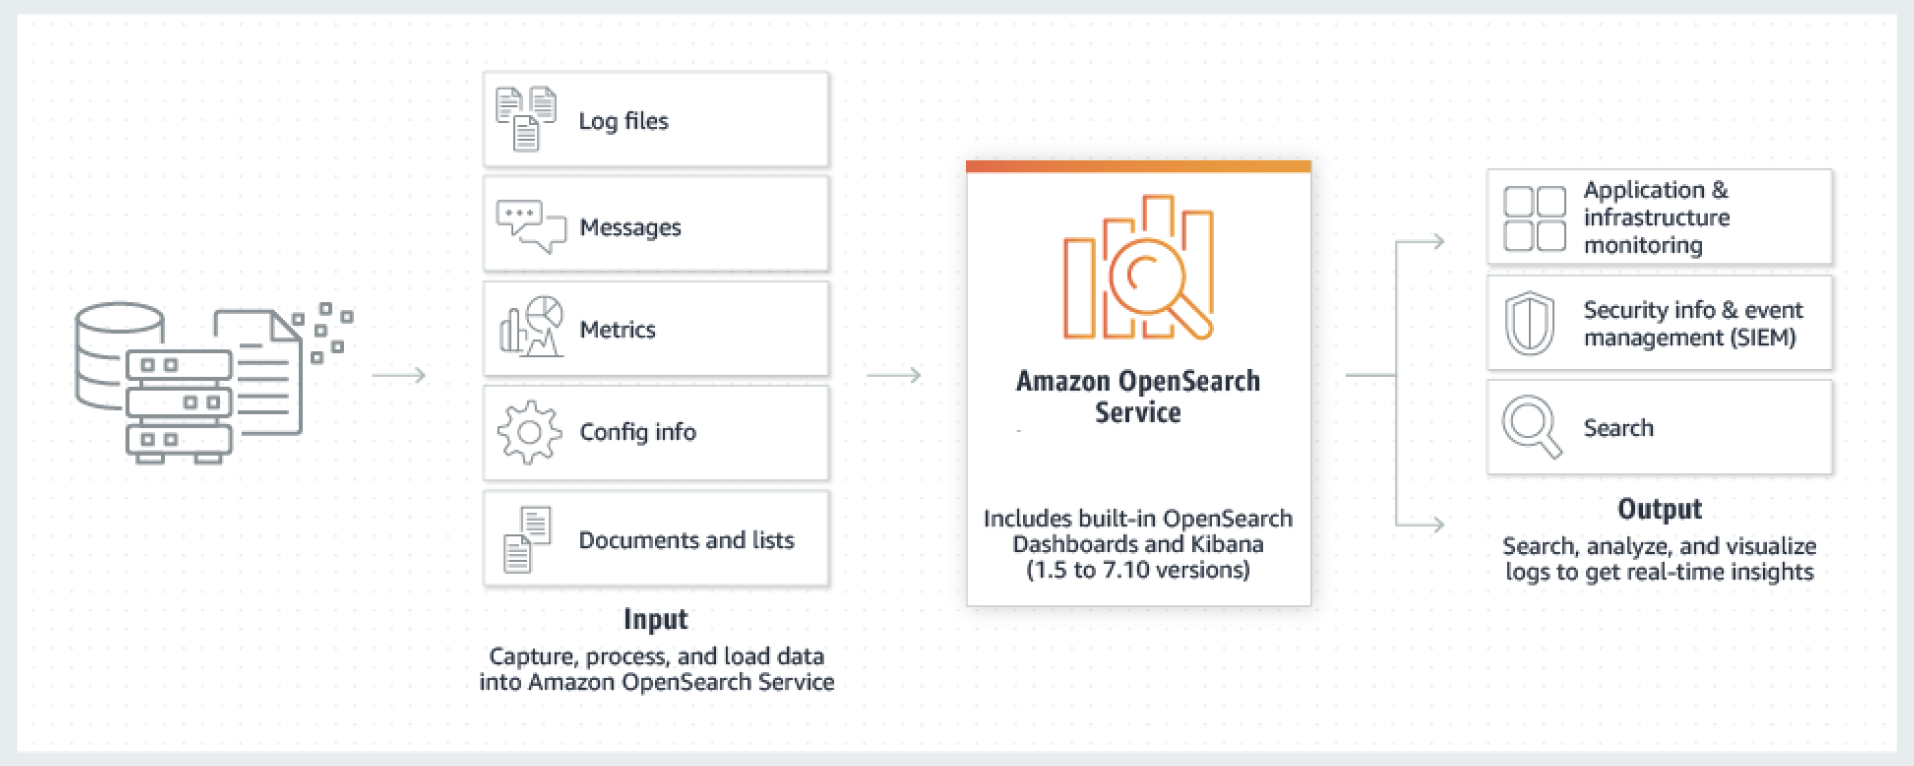 Log files
Messages
Metrics
Config info
Documents and lists
Input
Capture, process, and load data
into Amazon OpenSearch Service
Amazon OpenSearch
Service
-
Includes built-in OpenSearch
Dashboards and Kibana
(1.5 to 7.10 versions)
Application &
infrastructure
monitoring
Security info & event
management (SIEM)
Search
Output
Search, analyze, and visualize
logs to get real-time insights